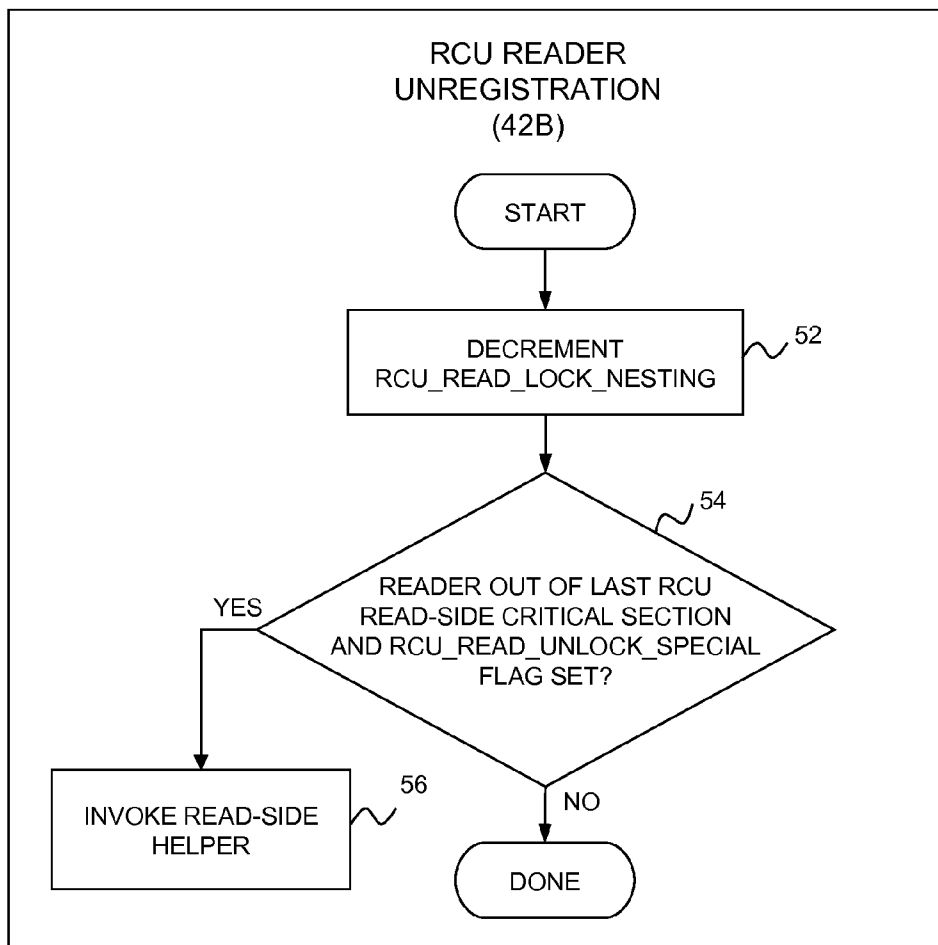 RCU READER
UNREGISTRATION
(42B)
START
DECREMENT
RCU_READ_LOCK_NESTING
52
54
READER OUT OF LAST RCU
READ-SIDE CRITICAL SECTION
AND RCU_READ_UNLOCK_SPECIAL
FLAG SET?
YES
INVOKE READ-SIDE
HELPER
56
NO
DONE